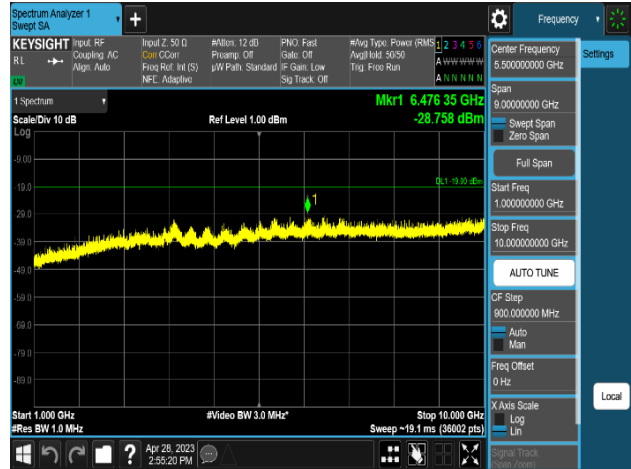 Spectrum Analyzer 1
Swept SA
Frequency
KEYSIGHT
RL
Input: RF
Coupling: AC
Align: Auto
Input Z: 50 Ω
Corr CCorr
Freq Ref: Int (S)
NFE: Adaptive
#Atten: 12 dB
Preamp: Off
µW Path: Standard
PNO: Fast
Gate: Off
IF Gain: Low
Sig Track: Off
#Avg Type: Power (RMS
Avg|Hold: 50/50
Trig: Free Run
1 2 3 4 5 6
A W W W W W
A N N N N N
LV
1 Spectrum
Scale/Div 10 dB
Log
Ref Level 1.00 dBm
Mkr1 6.476 35 GHz
-28.758 dBm
-9.00
-19.0
-29.0
-39.0
-49.0
-59.0
-69.0
-79.0
-89.0
DL1 -19.00 dBm
1
Start 1.000 GHz
#Res BW 1.0 MHz
#Video BW 3.0 MHz*
Stop 10.000 GHz
Sweep ~19.1 ms (36002 pts)
Center Frequency
5.500000000 GHz
Settings
Span
9.00000000 GHz
Swept Span
Zero Span
Full Span
Start Freq
1.000000000 GHz
Stop Freq
10.000000000 GHz
AUTO TUNE
CF Step
900.000000 MHz
Auto
Man
Freq Offset
0 Hz
X Axis Scale
Log
Lin
Local
Signal Track
(Span Zoom)
?
Apr 28, 2023
2:55:20 PM